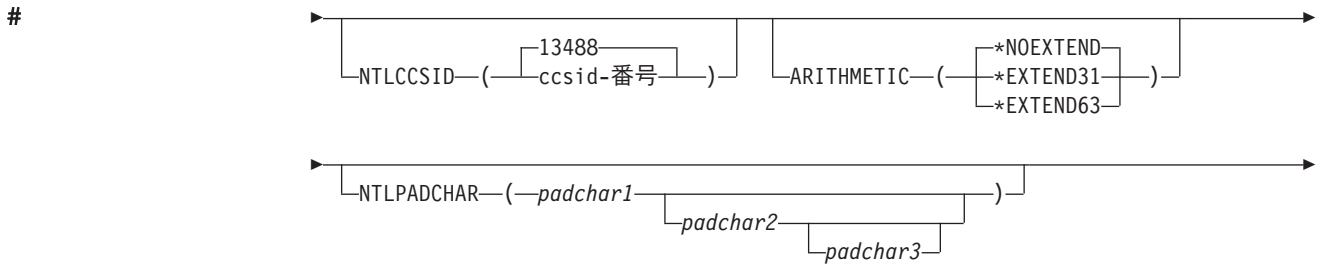 #
13488
*NOEXTEND
NTLCCSID ( ccsid-番号 ) ARITHMETIC ( *EXTEND31 )
*EXTEND63
NTLPADCHAR ( padchar1 )
padchar2
padchar3